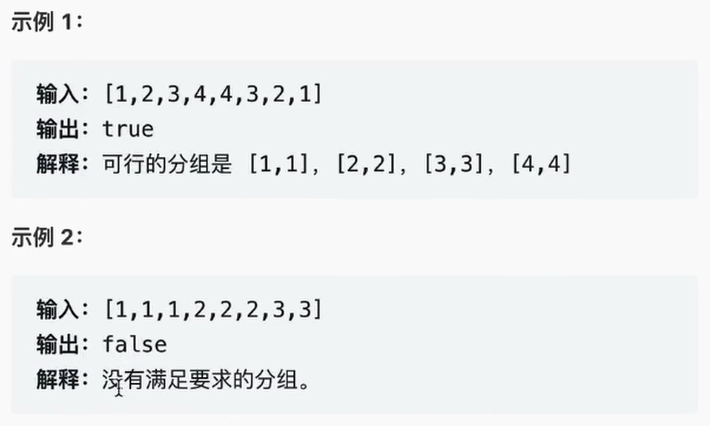 示例 1：
输入：[1,2,3,4,4,3,2,1]
输出：true
解释：可行的分组是 [1,1]，[2,2]，[3,3]，[4,4]
示例 2：
输入：[1,1,1,2,2,2,3,3]
输出：false
解释：没有满足要求的分组。